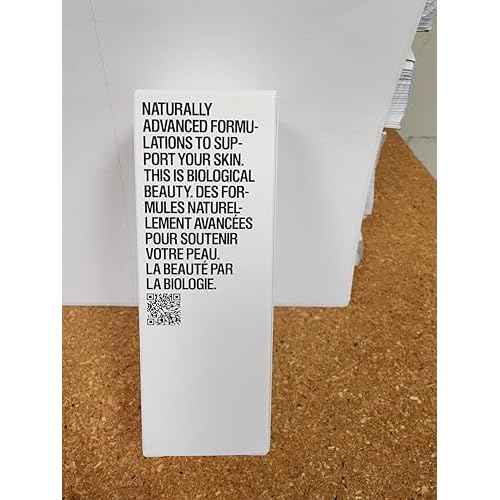 NATURALLY
ADVANCED FORMU-
LATIONS TO SUP-
PORT YOUR SKIN.
THIS IS BIOLOGICAL
BEAUTY. DES FOR-
MULES NATUREL-
LEMENT AVANCÉES
POUR SOUTENIR
VOTRE PEAU.
LA BEAUTÉ PAR
LA BIOLOGIE.